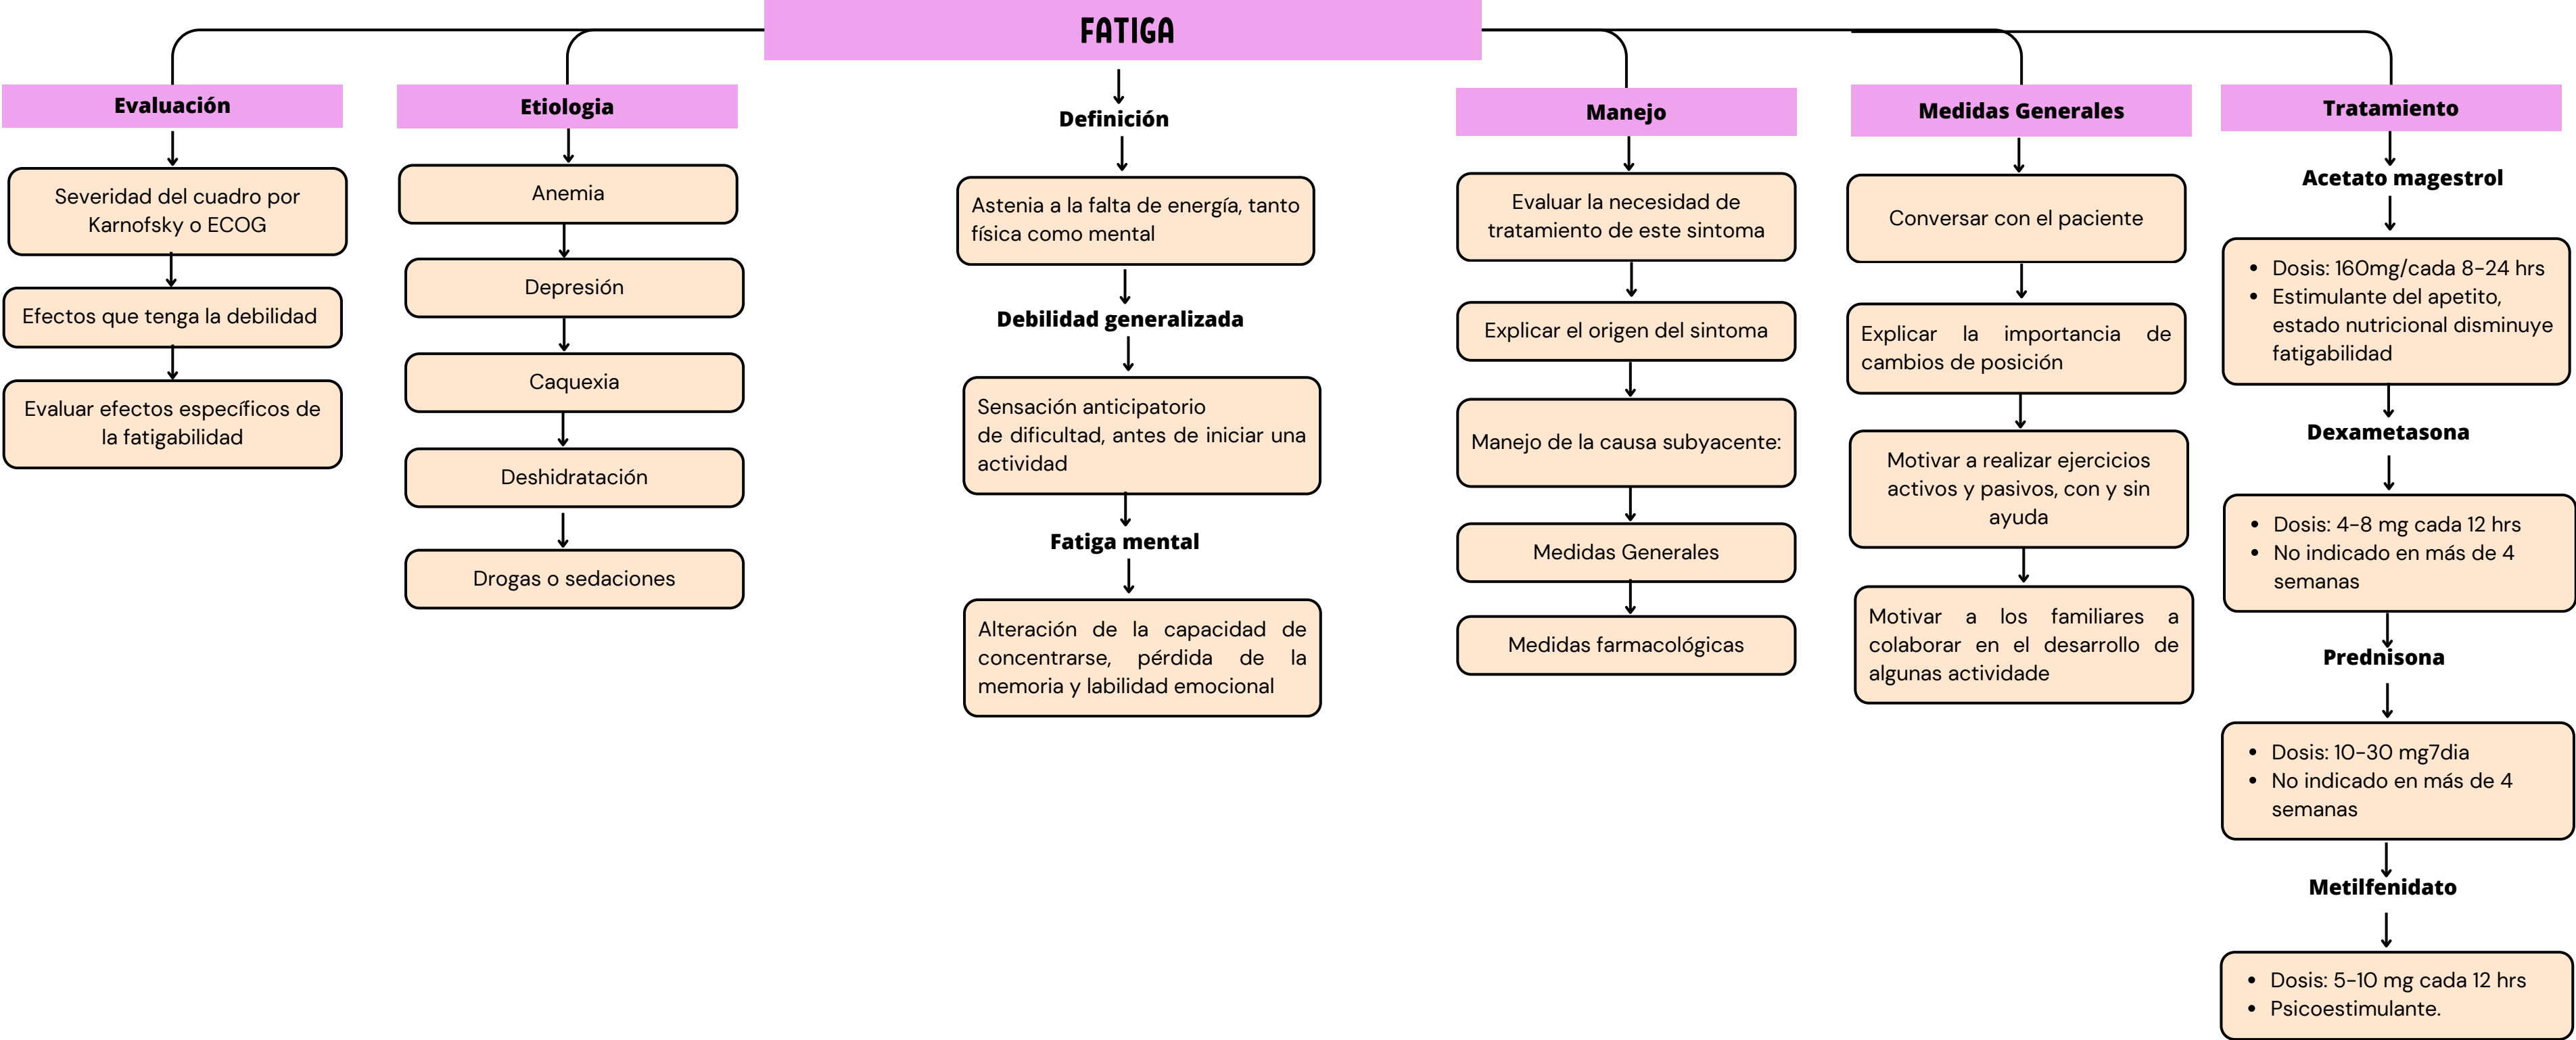 FATIGA
Evaluación
Severidad del cuadro por
Karnofsky o ECOG
Efectos que tenga la debilidad
Evaluar efectos específicos de
la fatigabilidad
Etiologia
Anemia
Depresión
Caquexia
Deshidratación
Drogas o sedaciones
Definición
Astenia a la falta de energía, tanto
física como mental
Debilidad generalizada
Sensación anticipatorio
de dificultad, antes de iniciar una
actividad
Fatiga mental
Alteración de la capacidad de
concentrarse, pérdida de la
memoria y labilidad emocional
Manejo
Evaluar la necesidad de
tratamiento de este sintoma
Explicar el origen del sintoma
Manejo de la causa subyacente:
Medidas Generales
Medidas farmacológicas
Medidas Generales
Conversar con el paciente
Explicar la importancia de
cambios de posición
Motivar a realizar ejercicios
activos y pasivos, con y sin
ayuda
Motivar a los familiares a
colaborar en el desarrollo de
algunas actividade
Tratamiento
Acetato magestrol
• Dosis: 160mg/cada 8-24 hrs
• Estimulante del apetito,
estado nutricional disminuye
fatigabilidad
Dexametasona
• Dosis: 4-8 mg cada 12 hrs
• No indicado en más de 4
semanas
Prednisona
• Dosis: 10-30 mg7dia
• No indicado en más de 4
semanas
Metilfenidato
• Dosis: 5-10 mg cada 12 hrs
• Psicoestimulante.